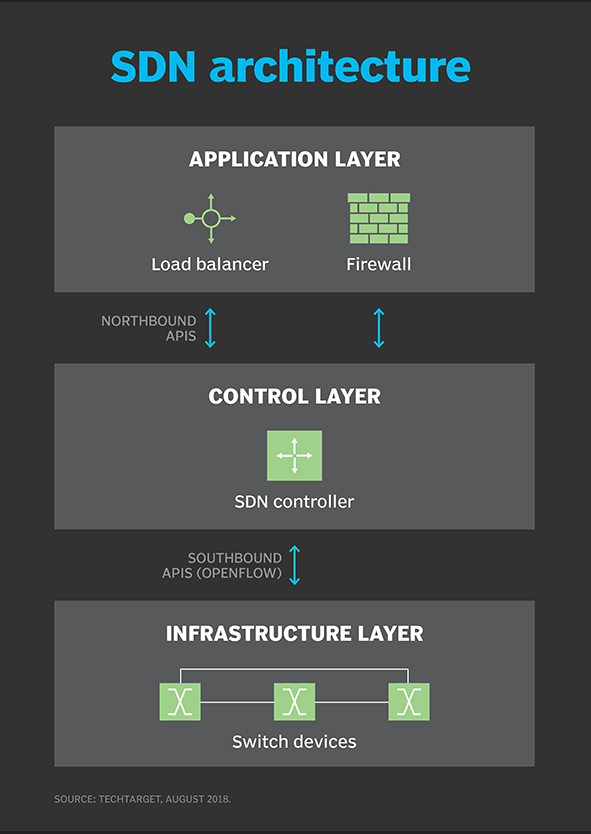 SDN architecture
APPLICATION LAYER
Load balancer
Firewall
NORTHBOUND
APIS
CONTROL LAYER
SDN controller
SOUTHBOUND
APIS (OPENFLOW)
INFRASTRUCTURE LAYER
Switch devices
SOURCE: TECHTARGET, AUGUST 2018.